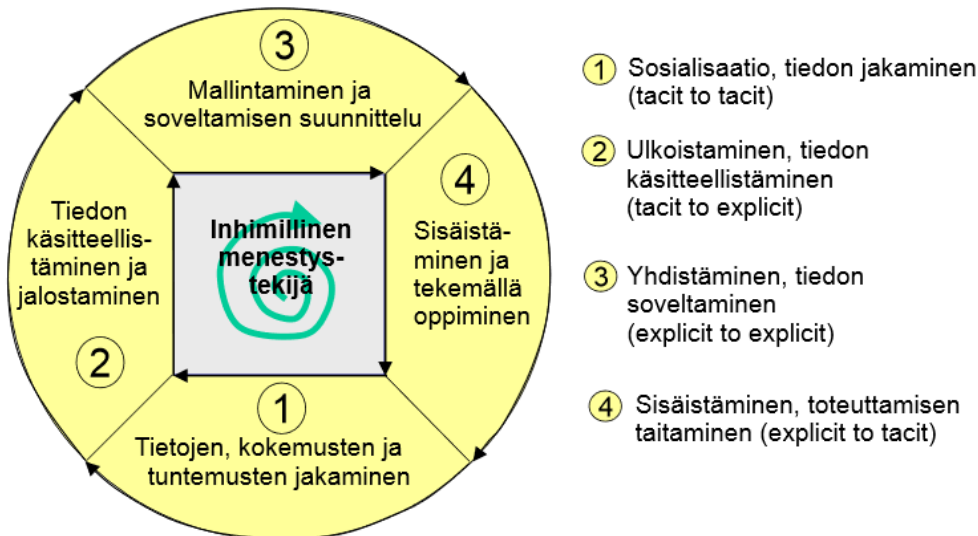 3
Mallintaminen ja
soveltamisen suunnittelu
4
Sisäistä-
minen ja
tekemällä
oppiminen
Tiedon
käsitteellis-
täminen ja
jalostaminen
2
Inhimillinen
menestys-
tekijä
1
Tietojen, kokemusten ja
tuntemusten jakaminen
1 Sosialisaatio, tiedon jakaminen
(tacit to tacit)
2 Ulkoistaminen, tiedon
käsitteellistäminen
(tacit to explicit)
3 Yhdistäminen, tiedon
soveltaminen
(explicit to explicit)
4 Sisäistäminen, toteuttamisen
taitaminen (explicit to tacit)